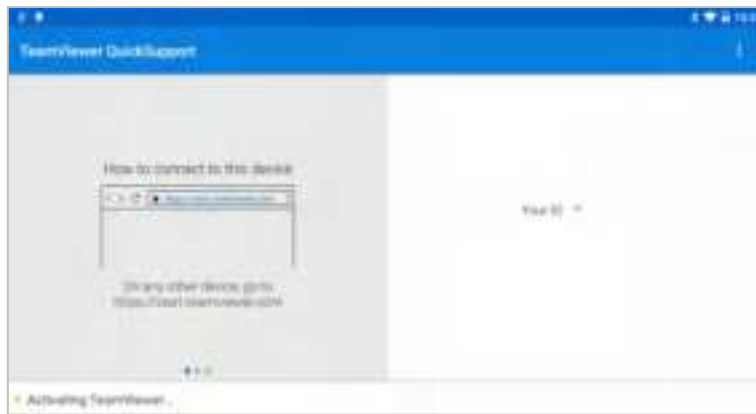 TeamViewer QuickSupport
How to connect to this device
On any other device, go to
https://start.teamviewer.com
Your ID
Activating TeamViewer...